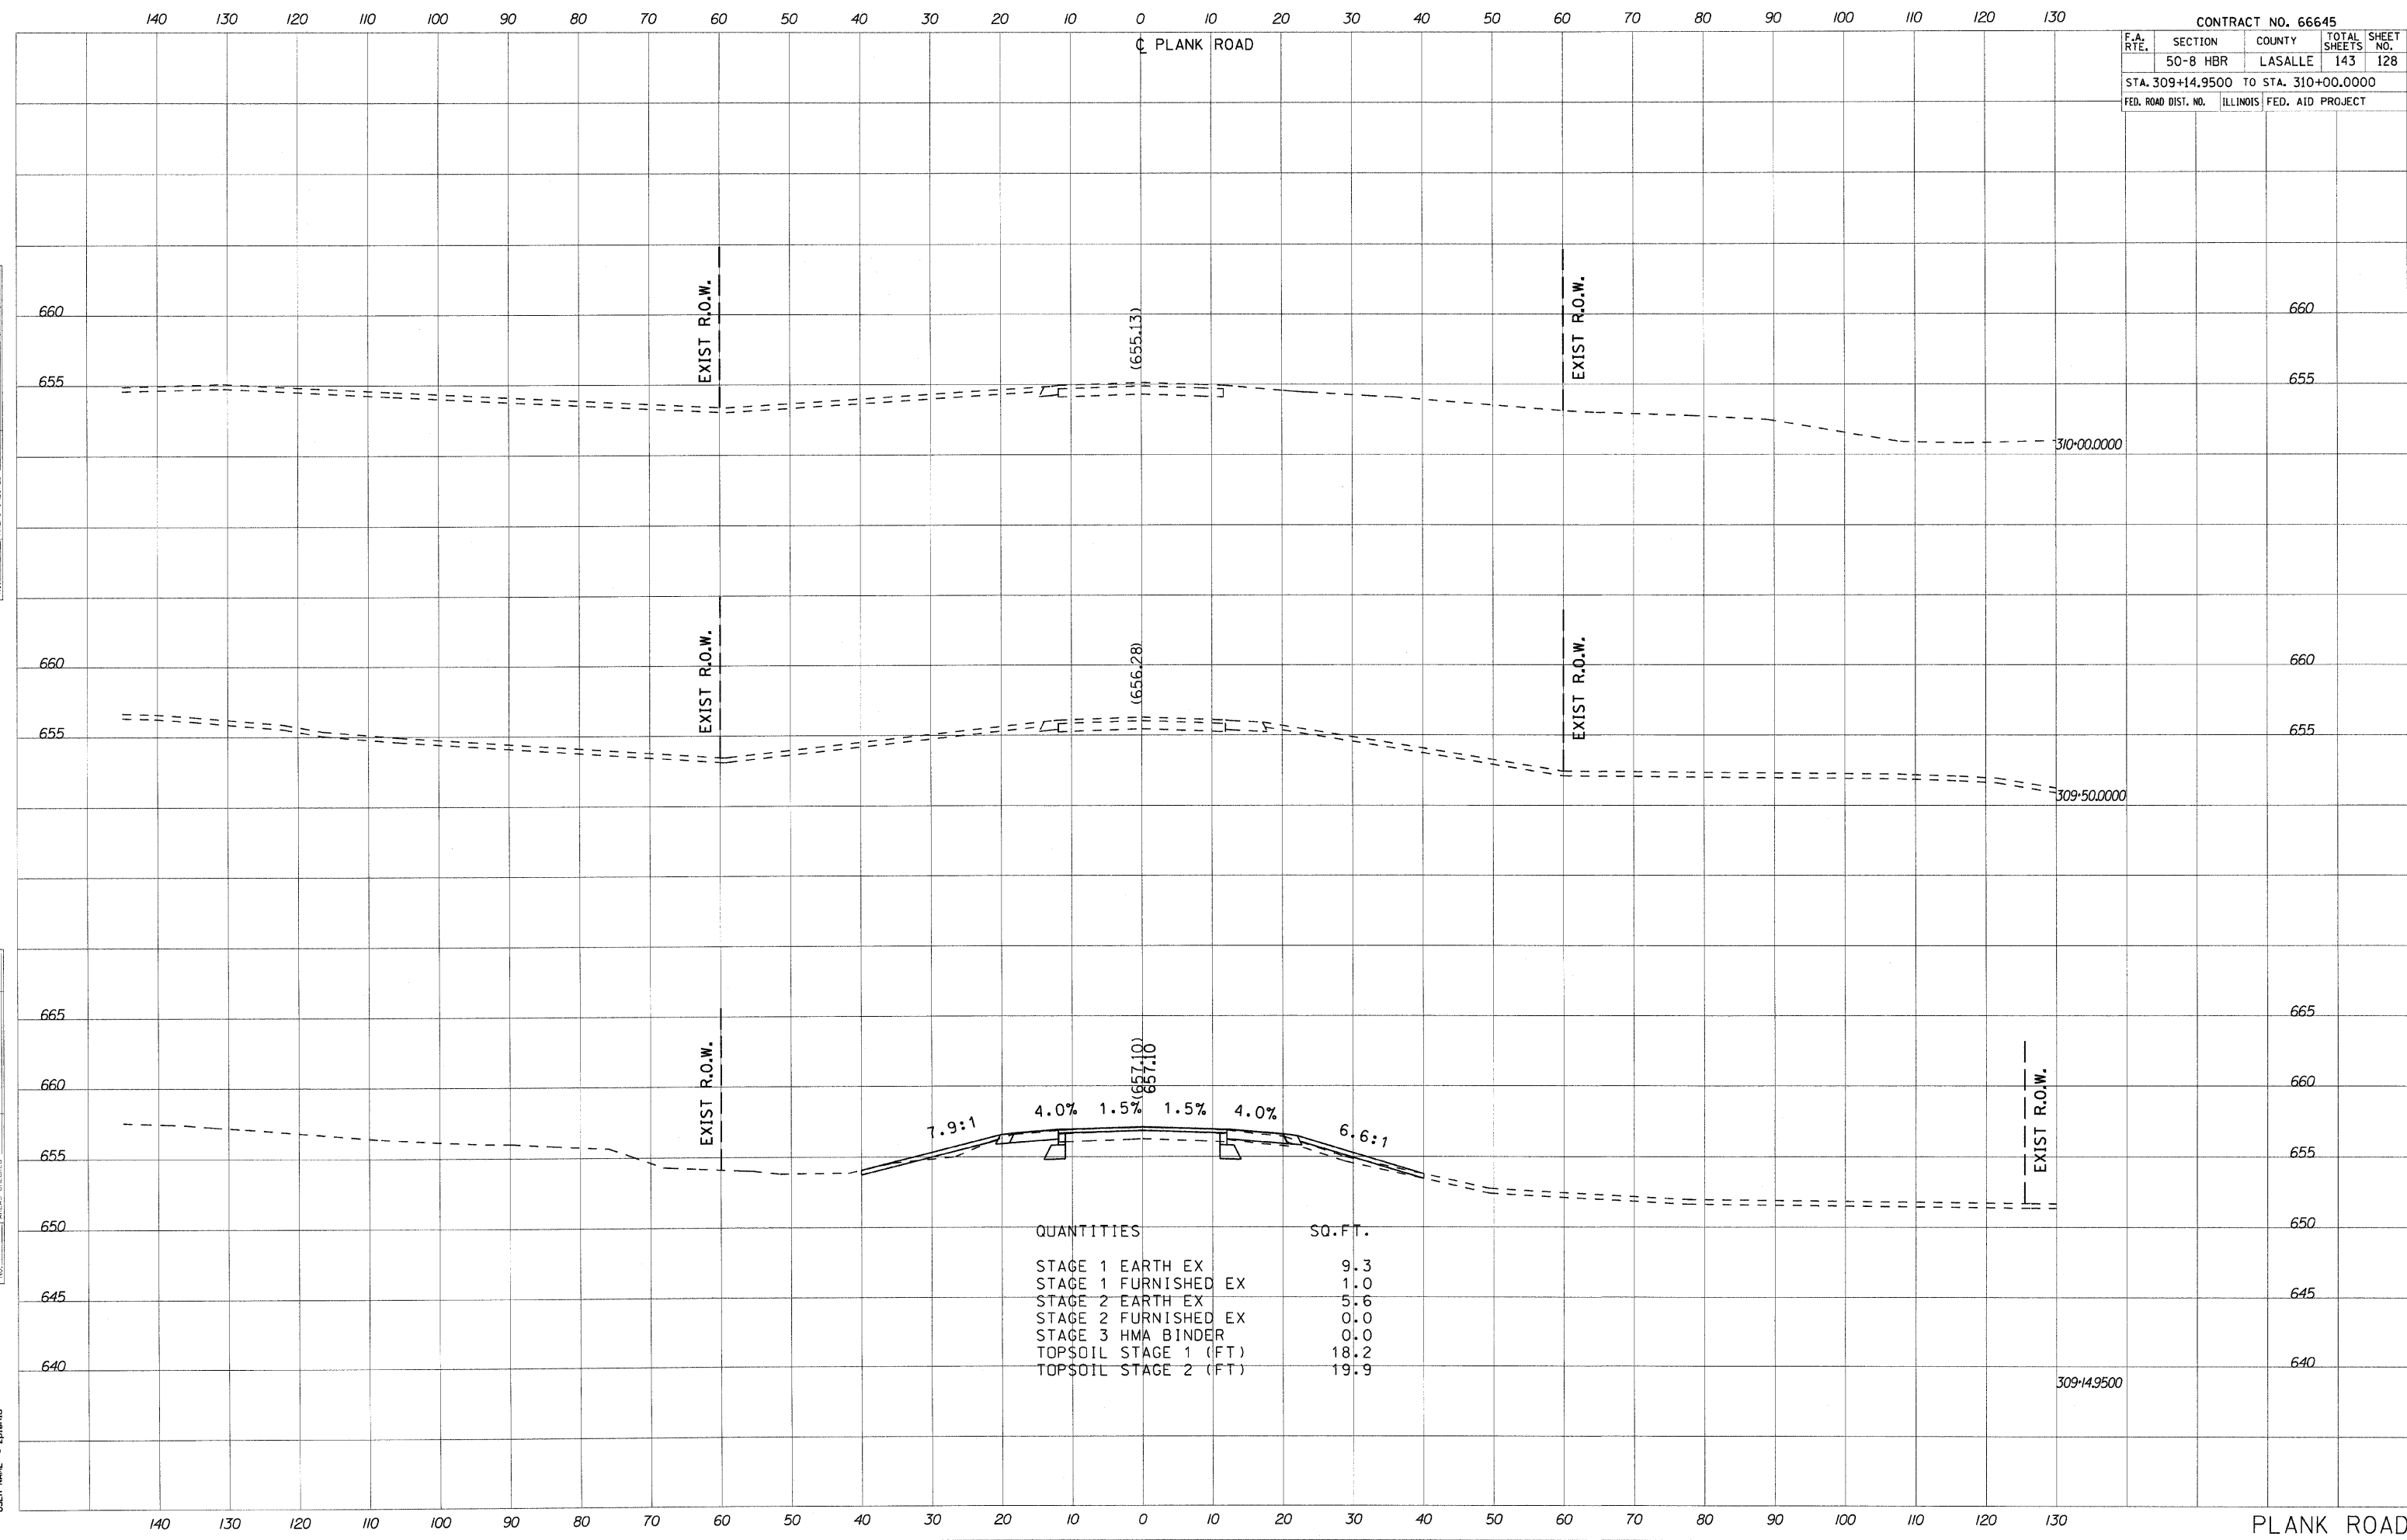 140 130 120 110 100 90 80 70 60 50 40 30 20 10 0 10 20 30 40 50 60 70 80 90 100 110 120 130
CONTRACT NO. 66645
℄ PLANK ROAD
F.A. RTE. SECTION COUNTY TOTAL SHEETS SHEET NO.
50-8 HBR LASALLE 143 128
STA. 309+14.9500 TO STA. 310+00.0000
FED. ROAD DIST. NO. ILLINOIS FED. AID PROJECT
EXIST R.O.W.
(655.13)
EXIST R.O.W.
660 660
655 655
310+00.0000
EXIST R.O.W.
(656.28)
EXIST R.O.W.
660 660
655 655
309+50.0000
665 665
EXIST R.O.W.
(657.10)
657.10
EXIST R.O.W.
660 660
7.9:1 4.0% 1.5% 1.5% 4.0% 6.6:1
655 655
650 650
QUANTITIES SQ.FT.
STAGE 1 EARTH EX 9.3
STAGE 1 FURNISHED EX 1.0
645 645
STAGE 2 EARTH EX 5.6
STAGE 2 FURNISHED EX 0.0
STAGE 3 HMA BINDER 0.0
TOPSOIL STAGE 1 (FT) 18.2
640 640
TOPSOIL STAGE 2 (FT) 19.9
309+14.9500
140 130 120 110 100 90 80 70 60 50 40 30 20 10 0 10 20 30 40 50 60 70 80 90 100 110 120 130
PLANK ROAD